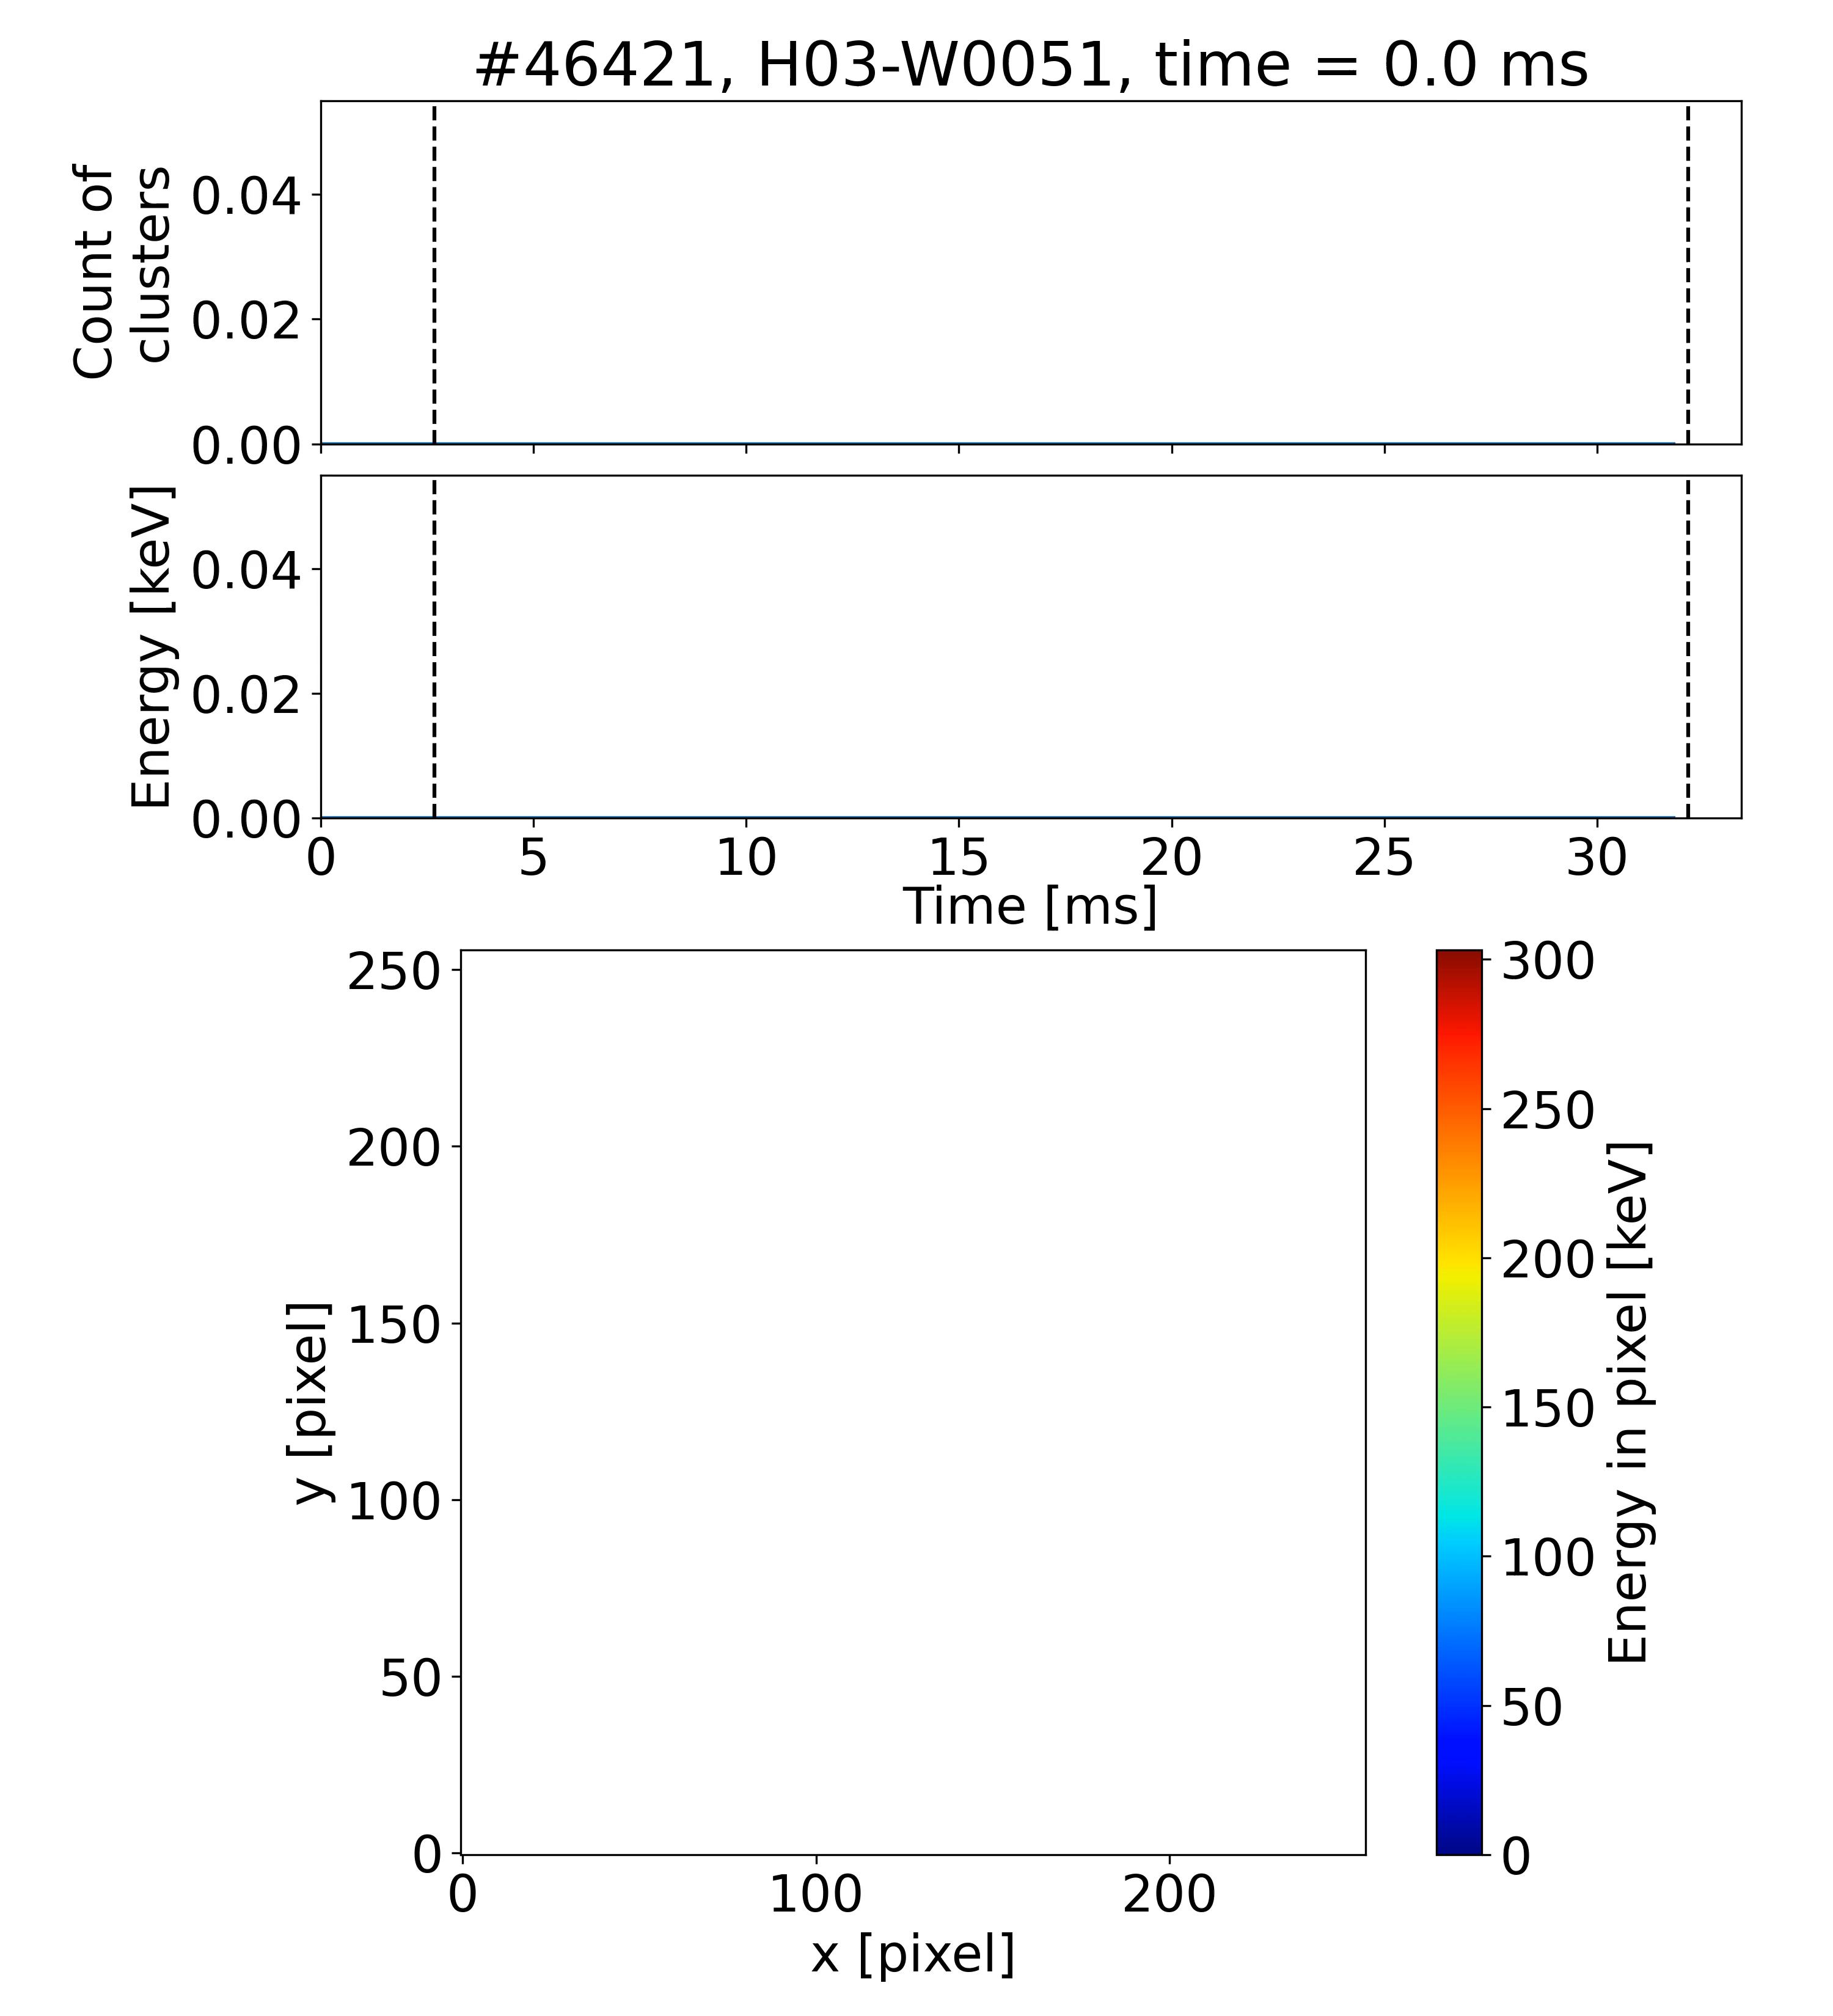 #46421, H03-W0051, time = 0.0 ms
Count of
clusters
0.04
0.02
0.00
Energy [keV]
0.04
0.02
0.00
0 5 10 15 20 25 30
Time [ms]
y [pixel]
250
200
150
100
50
0
0 100 200
x [pixel]
300
250
200
150
100
50
0
Energy in pixel [keV]